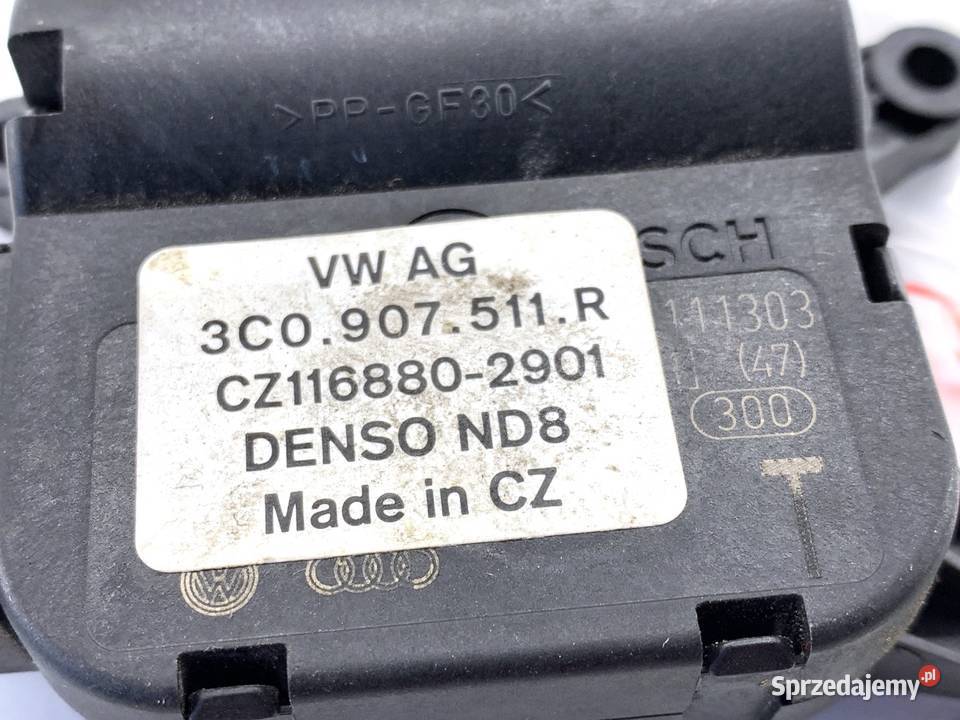 >PP-GF30<
SCH
VW AG
3C0.907.511.R
CZ116880-2901
DENSO ND8
Made in CZ
111303
(47)
300
T
Sprzedajemy.pl